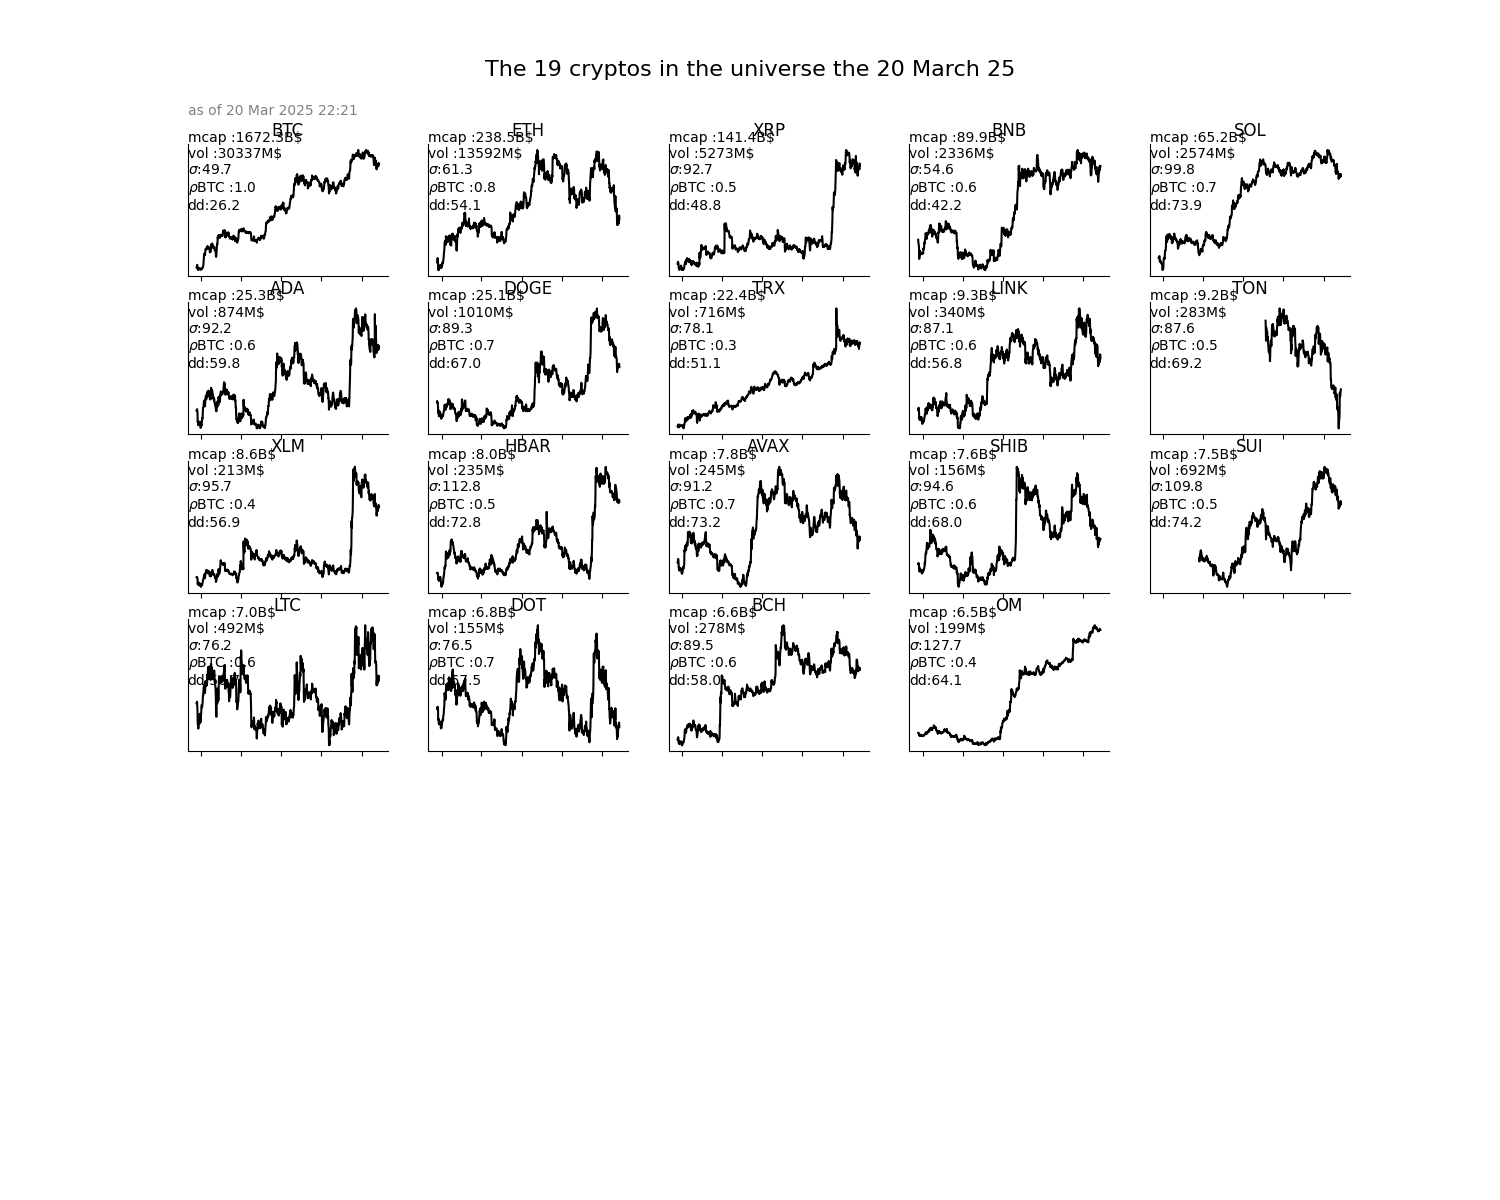 The 19 cryptos in the universe the 20 March 25
as of 20 Mar 2025 22:21
BTC
mcap :1672.3B$
vol :30337M$
σ:49.7
ρBTC :1.0
dd:26.2
ETH
mcap :238.5B$
vol :13592M$
σ:61.3
ρBTC :0.8
dd:54.1
XRP
mcap :141.4B$
vol :5273M$
σ:92.7
ρBTC :0.5
dd:48.8
BNB
mcap :89.9B$
vol :2336M$
σ:54.6
ρBTC :0.6
dd:42.2
SOL
mcap :65.2B$
vol :2574M$
σ:99.8
ρBTC :0.7
dd:73.9
ADA
mcap :25.3B$
vol :874M$
σ:92.2
ρBTC :0.6
dd:59.8
DOGE
mcap :25.1B$
vol :1010M$
σ:89.3
ρBTC :0.7
dd:67.0
TRX
mcap :22.4B$
vol :716M$
σ:78.1
ρBTC :0.3
dd:51.1
LINK
mcap :9.3B$
vol :340M$
σ:87.1
ρBTC :0.6
dd:56.8
TON
mcap :9.2B$
vol :283M$
σ:87.6
ρBTC :0.5
dd:69.2
XLM
mcap :8.6B$
vol :213M$
σ:95.7
ρBTC :0.4
dd:56.9
HBAR
mcap :8.0B$
vol :235M$
σ:112.8
ρBTC :0.5
dd:72.8
AVAX
mcap :7.8B$
vol :245M$
σ:91.2
ρBTC :0.7
dd:73.2
SHIB
mcap :7.6B$
vol :156M$
σ:94.6
ρBTC :0.6
dd:68.0
SUI
mcap :7.5B$
vol :692M$
σ:109.8
ρBTC :0.5
dd:74.2
LTC
mcap :7.0B$
vol :492M$
σ:76.2
ρBTC :0.6
DOT
mcap :6.8B$
vol :155M$
σ:76.5
ρBTC :0.7
dd:67.5
BCH
mcap :6.6B$
vol :278M$
σ:89.5
ρBTC :0.6
dd:58.0
OM
mcap :6.5B$
vol :199M$
σ:127.7
ρBTC :0.4
dd:64.1